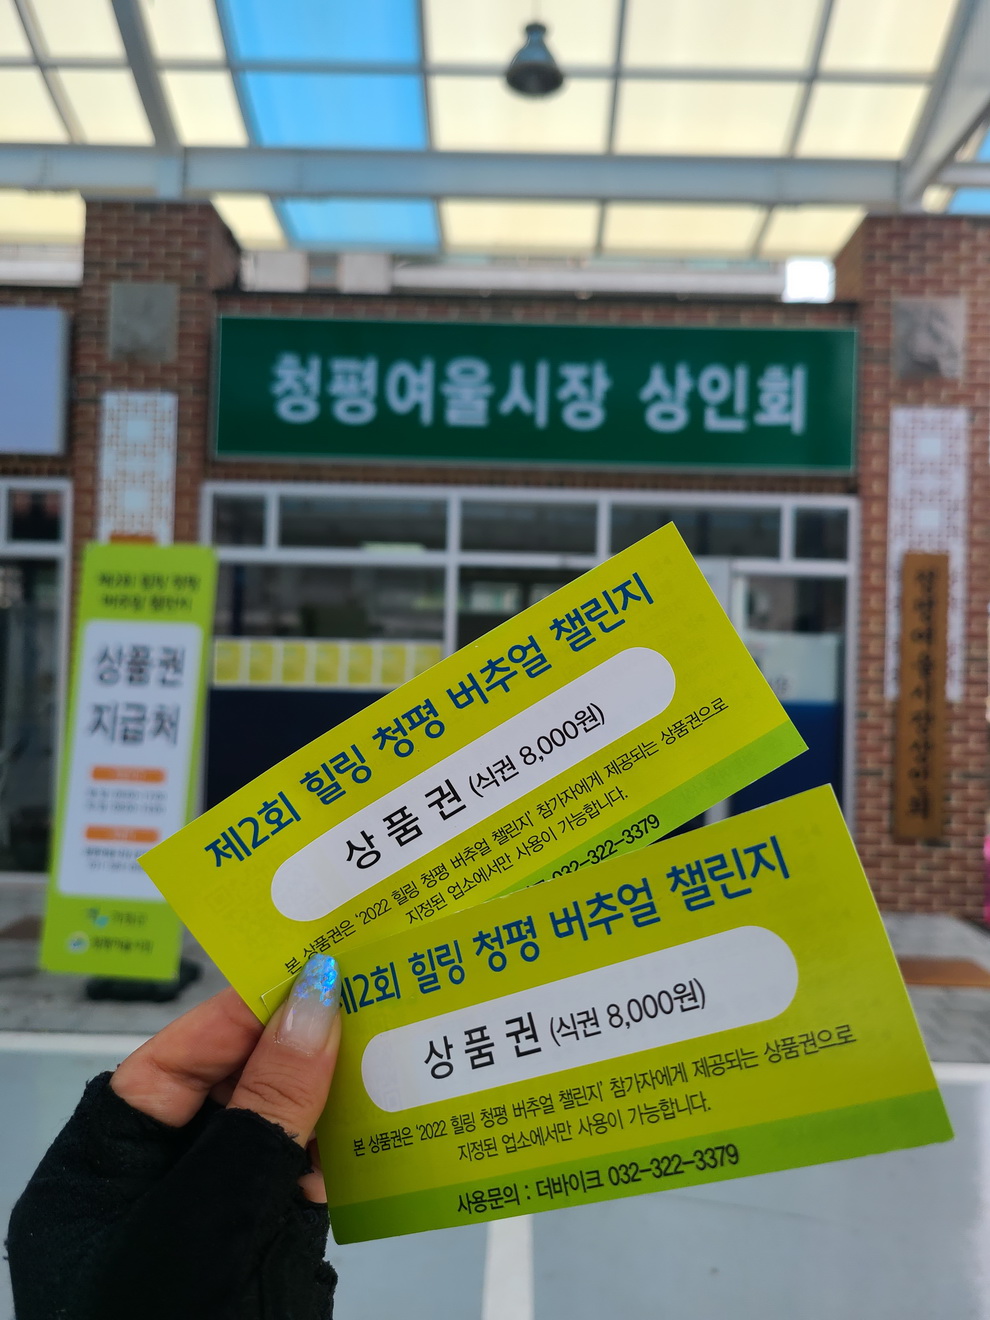 청평여울시장 상인회
상품권
지급처
제2회 힐링 청평 버추얼 챌린지
상품권 (식권 8,000원)
본 상품권은 '2022 힐링 청평 버추얼 챌린지' 참가자에게 제공되는 상품권으로
지정된 업소에서만 사용이 가능합니다.
032-322-3379
제2회 힐링 청평 버추얼 챌린지
상품권 (식권 8,000원)
본 상품권은 '2022 힐링 청평 버추얼 챌린지' 참가자에게 제공되는 상품권으로
지정된 업소에서만 사용이 가능합니다.
사용문의 : 더바이크 032-322-3379